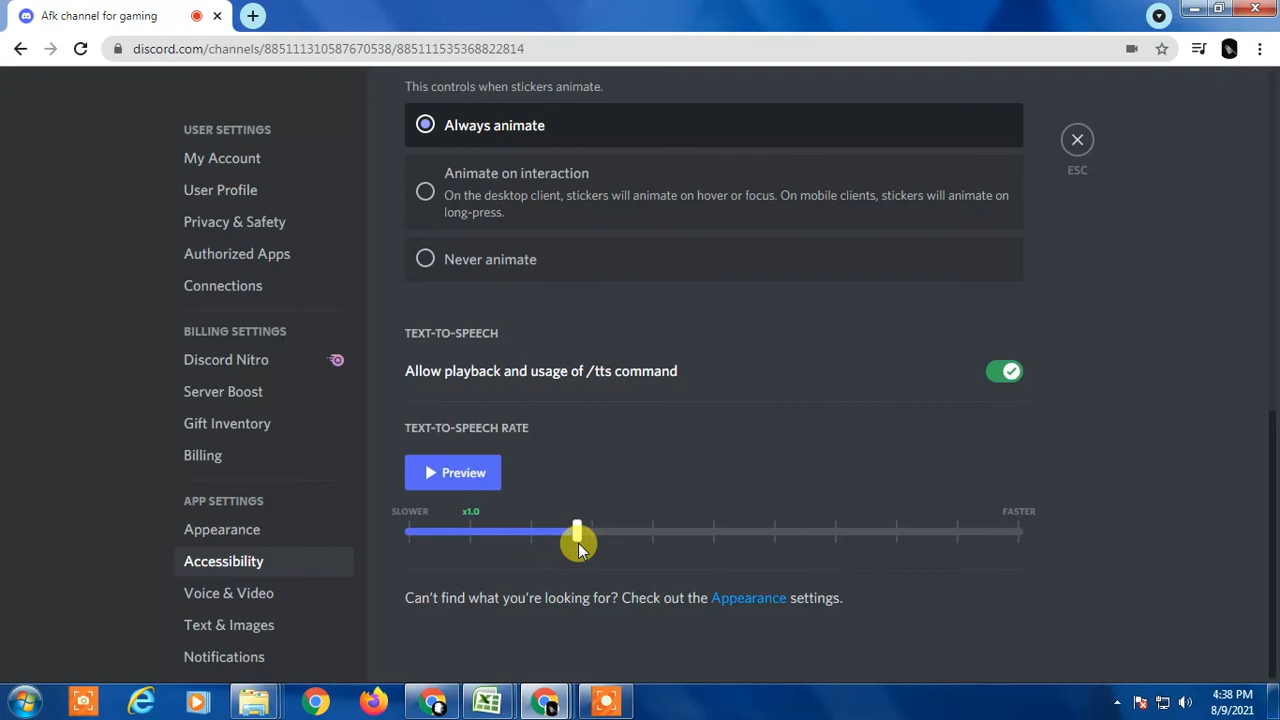 Afk channel for gaming
discord.com/channels/885111310587670538/885111535368822814
This controls when stickers animate.
Always animate
Animate on interaction
On the desktop client, stickers will animate on hover or focus. On mobile clients, stickers will animate on
long-press.
Never animate
ESC
USER SETTINGS
My Account
User Profile
Privacy & Safety
Authorized Apps
Connections
BILLING SETTINGS
Discord Nitro
Server Boost
Gift Inventory
Billing
APP SETTINGS
Appearance
Accessibility
Voice & Video
Text & Images
Notifications
TEXT-TO-SPEECH
Allow playback and usage of /tts command
TEXT-TO-SPEECH RATE
Preview
SLOWER x1.0 FASTER
Can't find what you're looking for? Check out the Appearance settings.
4:38 PM
8/9/2021